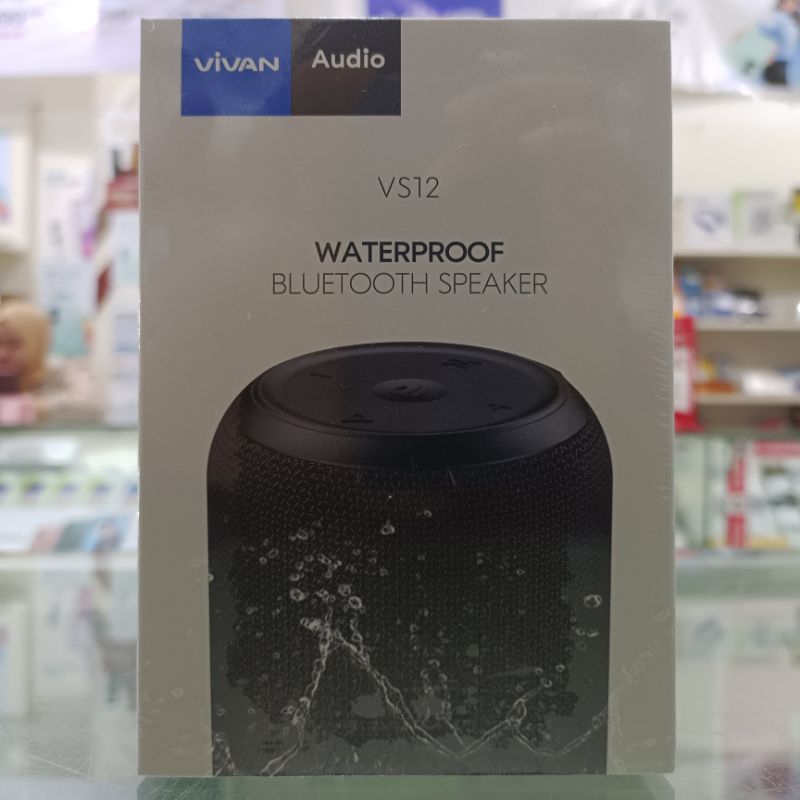 ViVAN Audio
VS12
WATERPROOF
BLUETOOTH SPEAKER